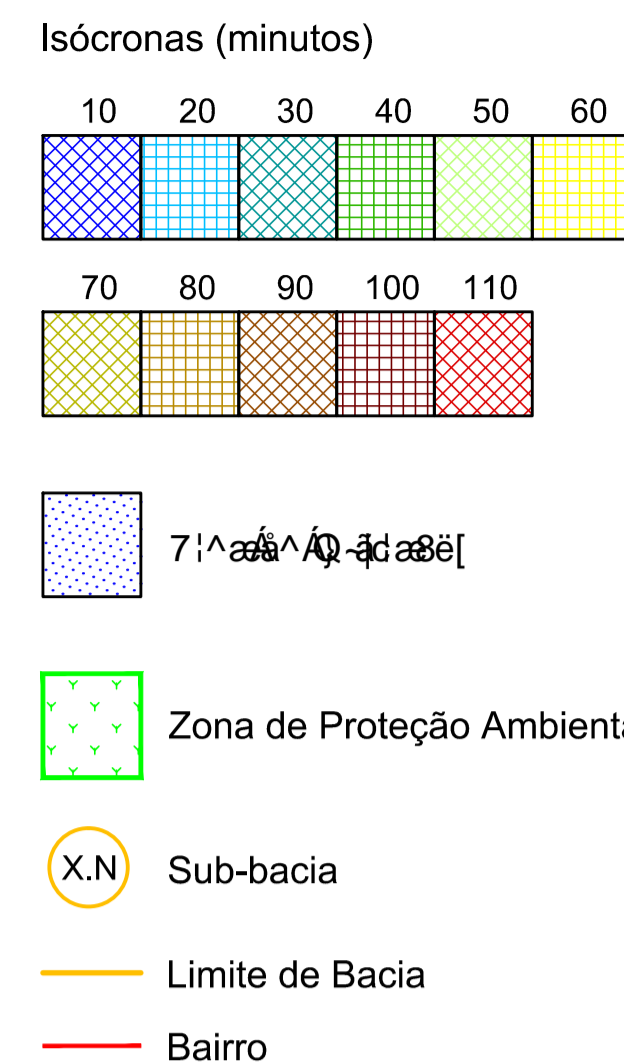 Isócronas (minutos)
10 20 30 40 50 60
70 80 90 100 110
Zona de Proteção
X.N Sub-bacia
Limite de Bacia
Bairro